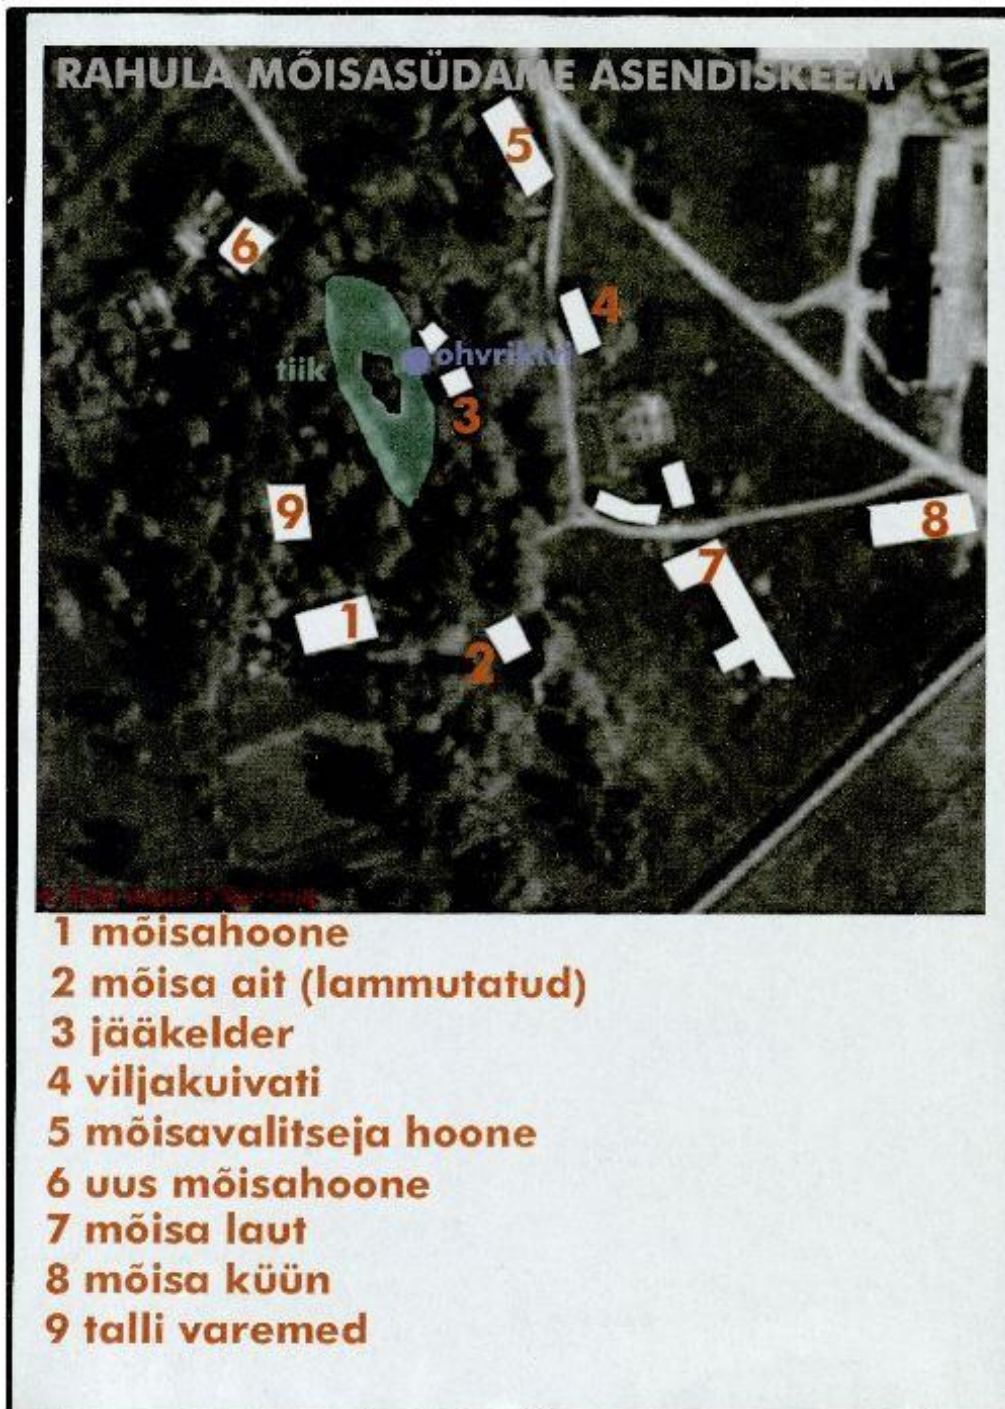 RAHULA MÕISASÜDAME ASENDISKEEM
5
6
4
tiik
ohvrikivi
3
9
8
7
1
2
1 mõisahoone
2 mõisa ait (lammutatud)
3 jääkelder
4 viljakuivati
5 mõisavalitseja hoone
6 uus mõisahoone
7 mõisa laut
8 mõisa küün
9 talli varemed